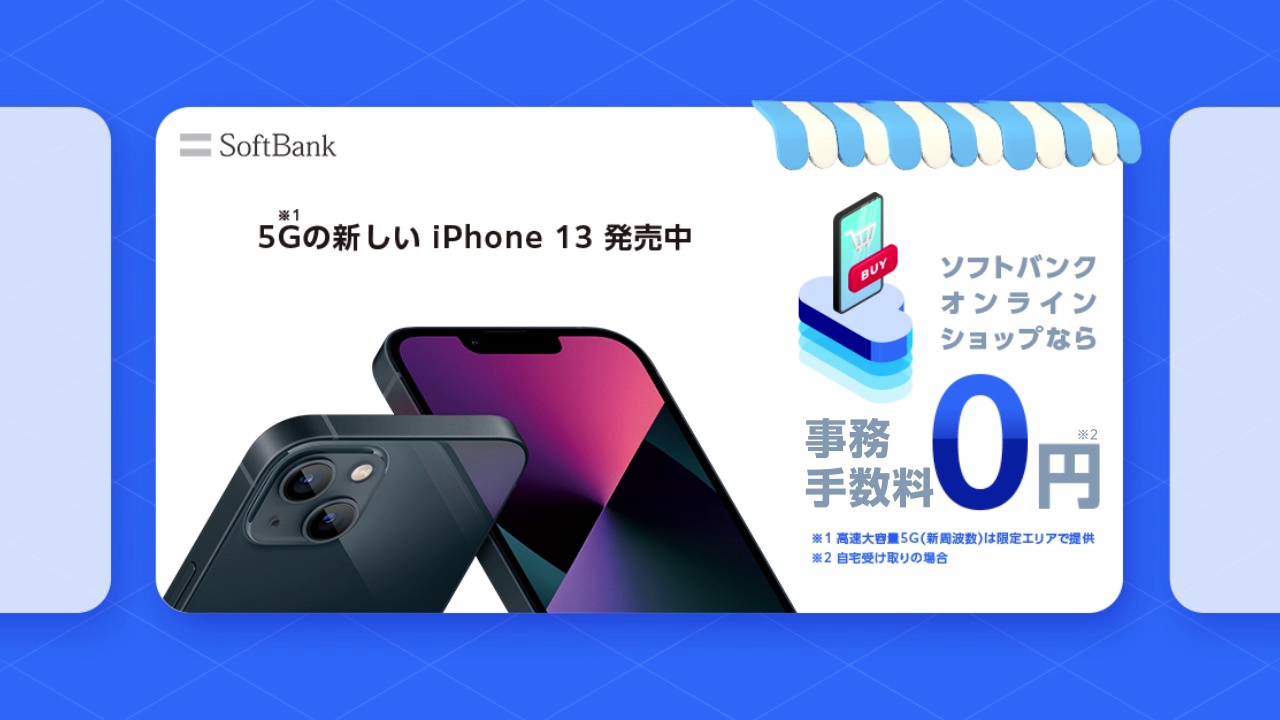 SoftBank
※1
5Gの新しい iPhone 13 発売中
BUY
ソフトバンク
オンライン
ショップなら
事務
手数料0円※2
※1 高速大容量5G(新周波数)は限定エリアで提供
※2 自宅受け取りの場合